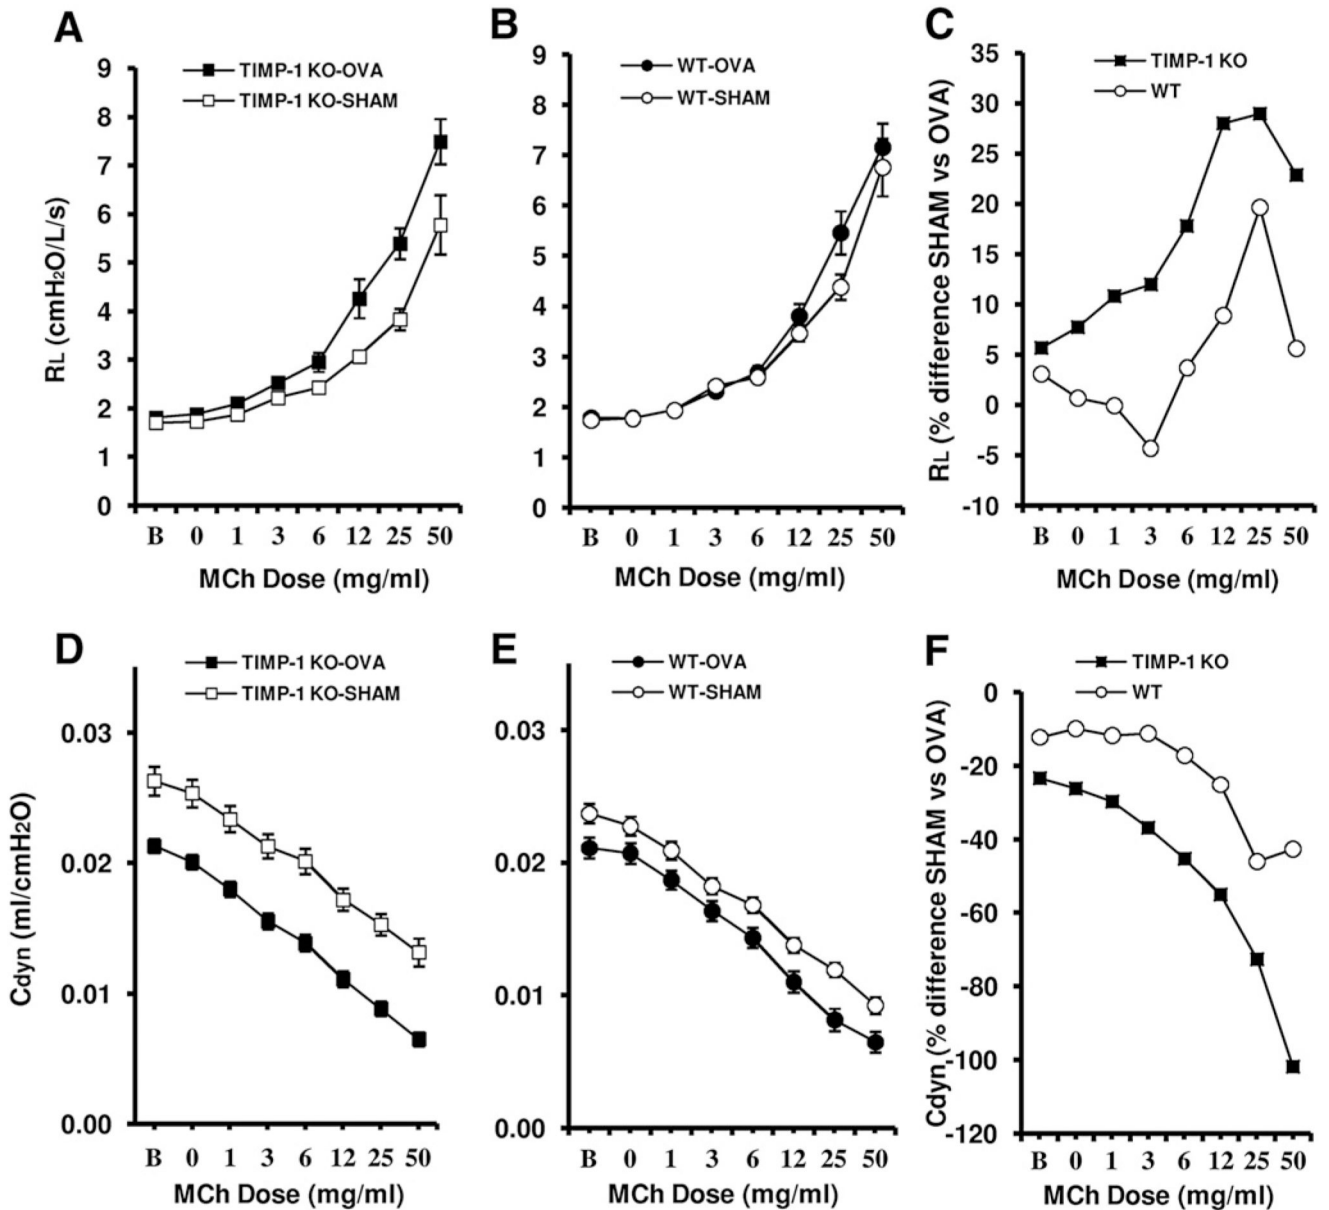 A
TIMP-1 KO-OVA
TIMP-1 KO-SHAM
9
8
7
6
5
4
3
2
1
0
RL (cmH2O/L/s)
B 0 1 3 6 12 25 50
MCh Dose (mg/ml)
B
WT-OVA
WT-SHAM
9
8
7
6
5
4
3
2
1
0
B 0 1 3 6 12 25 50
MCh Dose (mg/ml)
C
TIMP-1 KO
WT
35
30
25
20
15
10
5
0
-5
-10
RL (% difference SHAM vs OVA)
B 0 1 3 6 12 25 50
MCh Dose (mg/ml)
D
TIMP-1 KO-OVA
TIMP-1 KO-SHAM
0.03
0.02
0.01
0.00
Cdyn (ml/cmH2O)
B 0 1 3 6 12 25 50
MCh Dose (mg/ml)
E
WT-OVA
WT-SHAM
0.03
0.02
0.01
0.00
B 0 1 3 6 12 25 50
MCh Dose (mg/ml)
F
TIMP-1 KO
WT
0
-20
-40
-60
-80
-100
-120
Cdyn (% difference SHAM vs OVA)
B 0 1 3 6 12 25 50
MCh Dose (mg/ml)